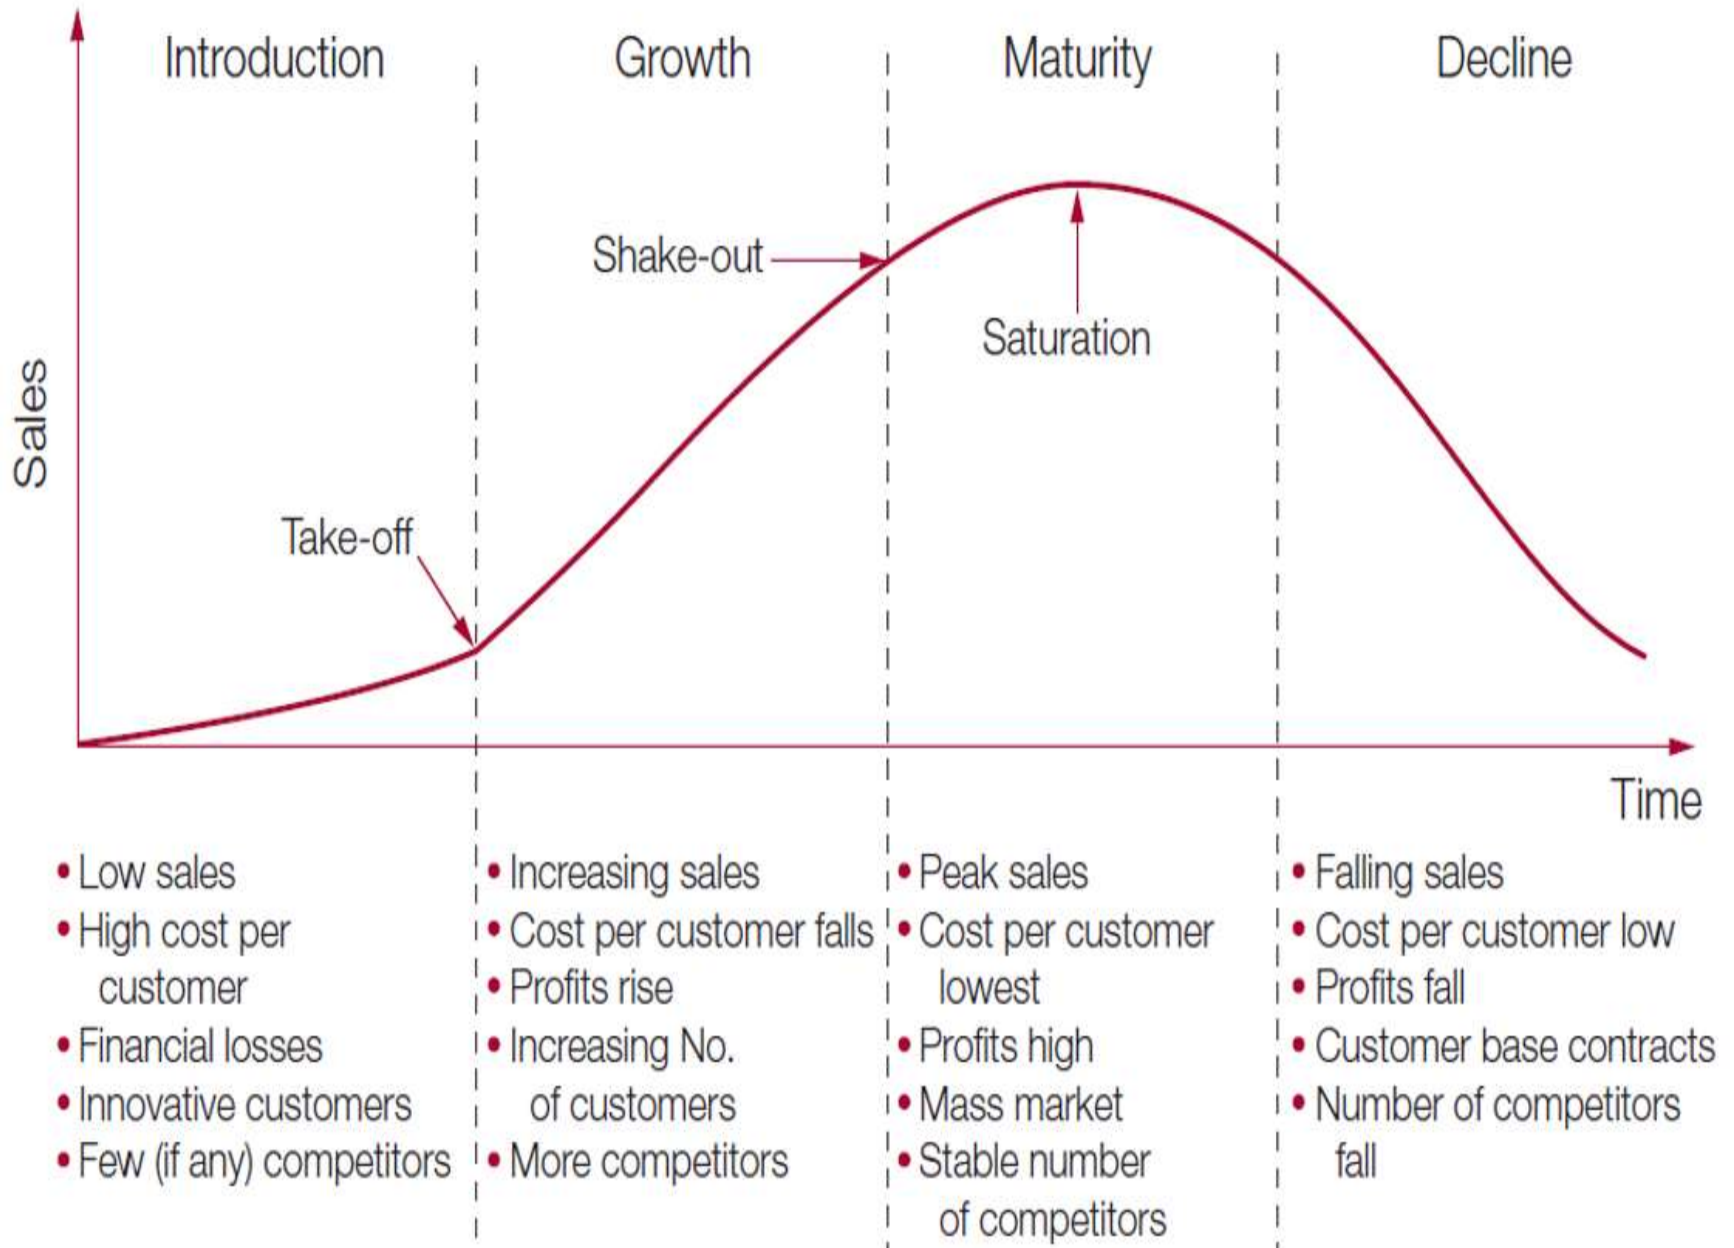 Introduction
Growth
Maturity
Decline
Shake-out
Saturation
Sales
Take-off
Time
• Low sales
• High cost per
customer
• Financial losses
• Innovative customers
• Few (if any) competitors
• Increasing sales
• Cost per customer falls
• Profits rise
• Increasing No.
of customers
• More competitors
• Peak sales
• Cost per customer
lowest
• Profits high
• Mass market
• Stable number
of competitors
• Falling sales
• Cost per customer low
• Profits fall
• Customer base contracts
• Number of competitors
fall